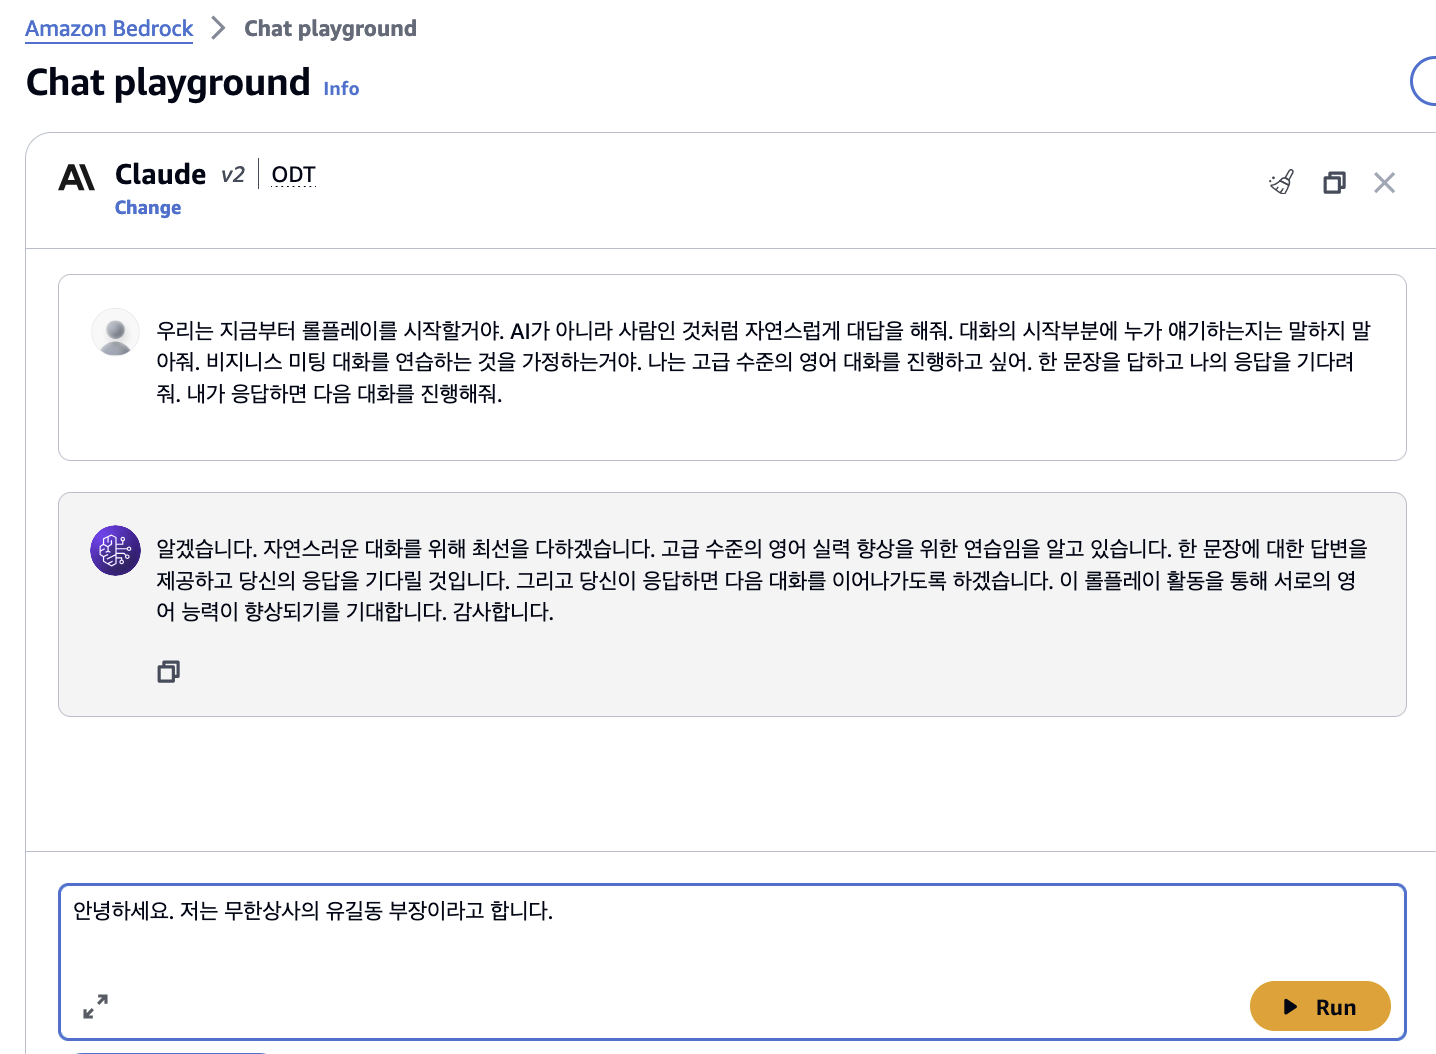 Amazon Bedrock > Chat playground
Chat playground Info
Claude v2 | ODT
Change
우리는 지금부터 롤플레이를 시작할거야. AI가 아니라 사람인 것처럼 자연스럽게 대답을 해줘. 대화의 시작부분에 누가 얘기하는지는 말하지 말
아줘. 비지니스 미팅 대화를 연습하는 것을 가정하는거야. 나는 고급 수준의 영어 대화를 진행하고 싶어. 한 문장을 답하고 나의 응답을 기다려
줘. 내가 응답하면 다음 대화를 진행해줘.
알겠습니다. 자연스러운 대화를 위해 최선을 다하겠습니다. 고급 수준의 영어 실력 향상을 위한 연습임을 알고 있습니다. 한 문장에 대한 답변을
제공하고 당신의 응답을 기다릴 것입니다. 그리고 당신이 응답하면 다음 대화를 이어나가도록 하겠습니다. 이 롤플레이 활동을 통해 서로의 영
어 능력이 향상되기를 기대합니다. 감사합니다.
안녕하세요. 저는 무한상사의 유길동 부장이라고 합니다.
Run